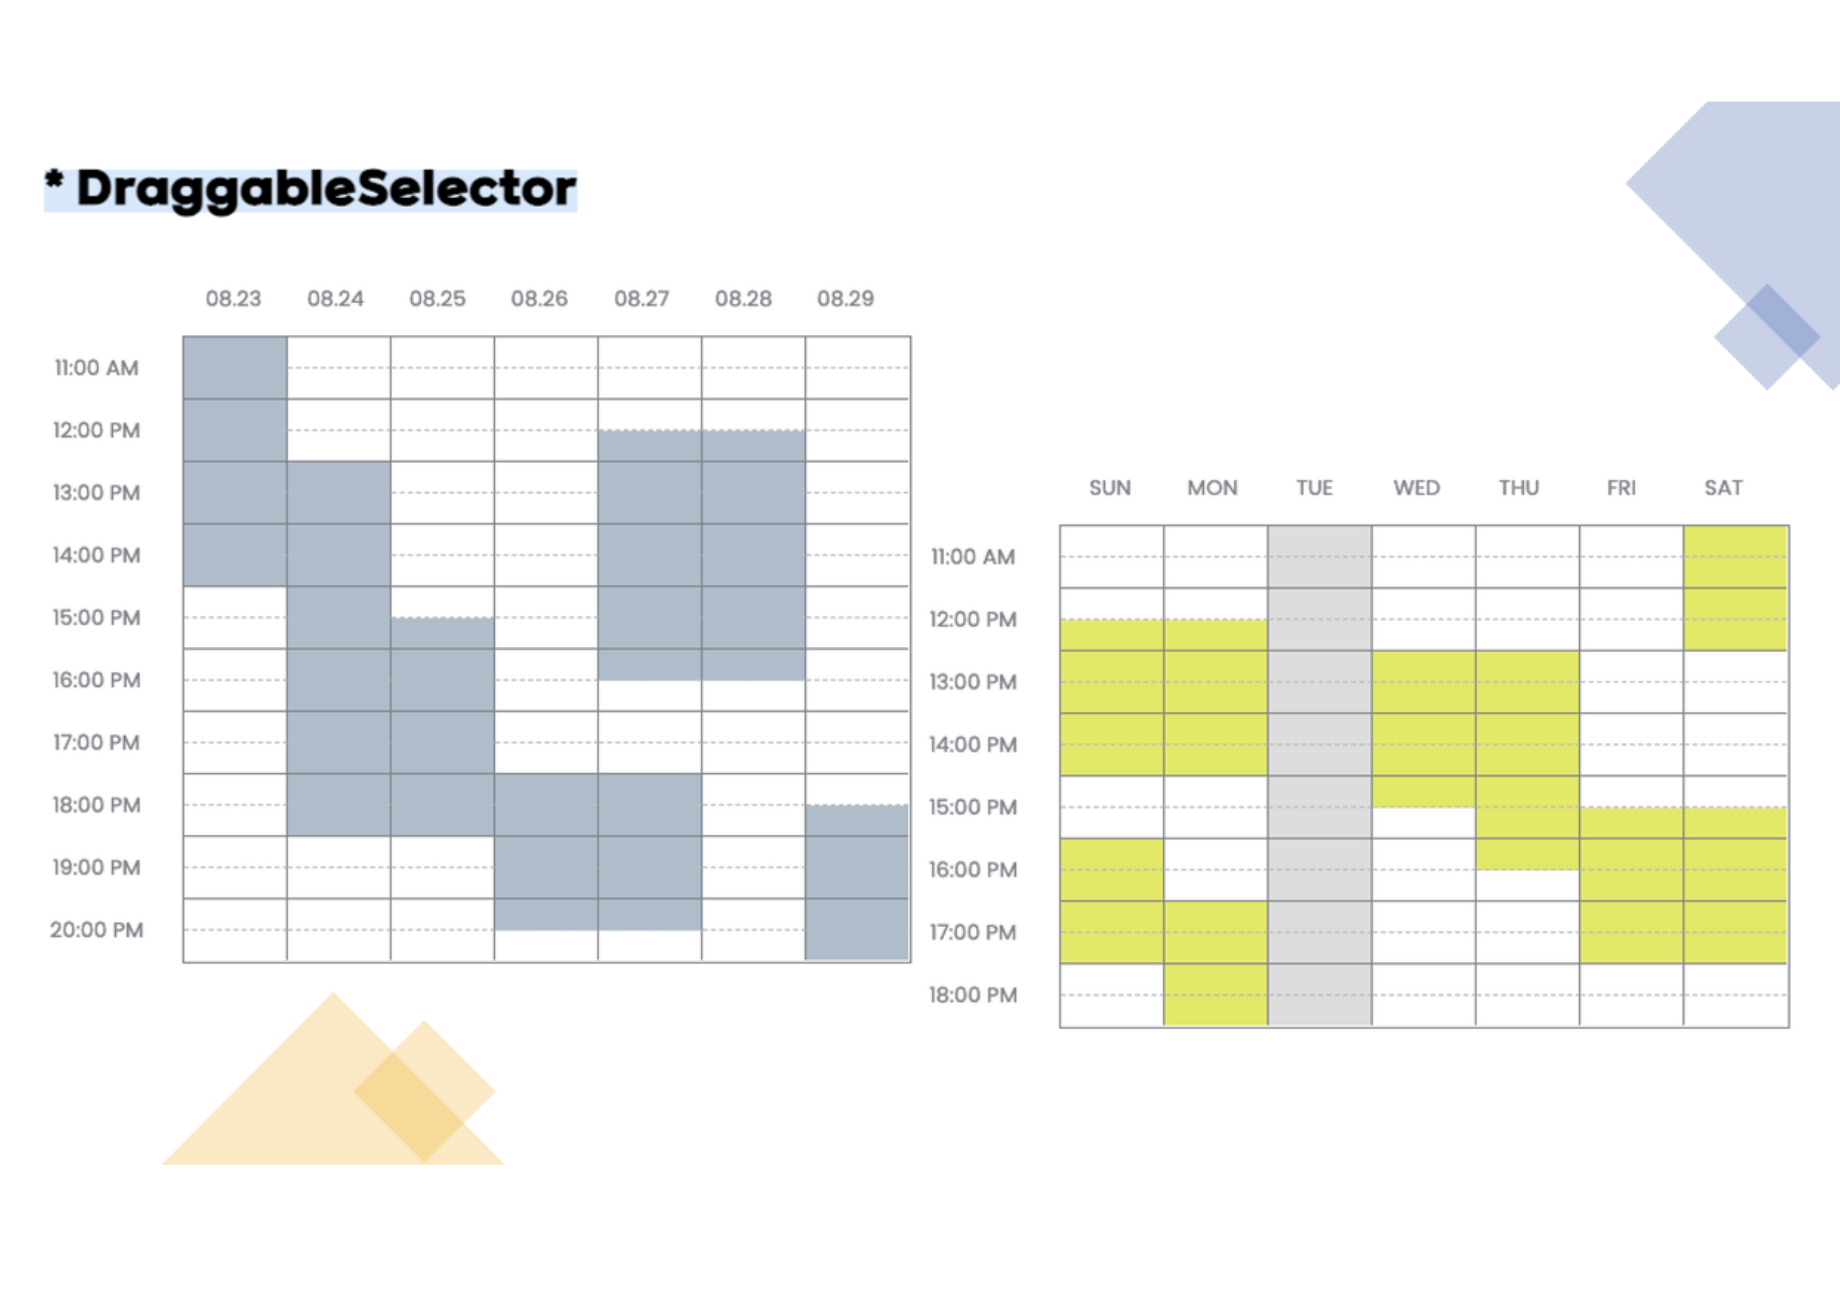 * DraggableSelector
08.23 08.24 08.25 08.26 08.27 08.28 08.29
11:00 AM
12:00 PM
13:00 PM
14:00 PM
15:00 PM
16:00 PM
17:00 PM
18:00 PM
19:00 PM
20:00 PM
SUN MON TUE WED THU FRI SAT
11:00 AM
12:00 PM
13:00 PM
14:00 PM
15:00 PM
16:00 PM
17:00 PM
18:00 PM